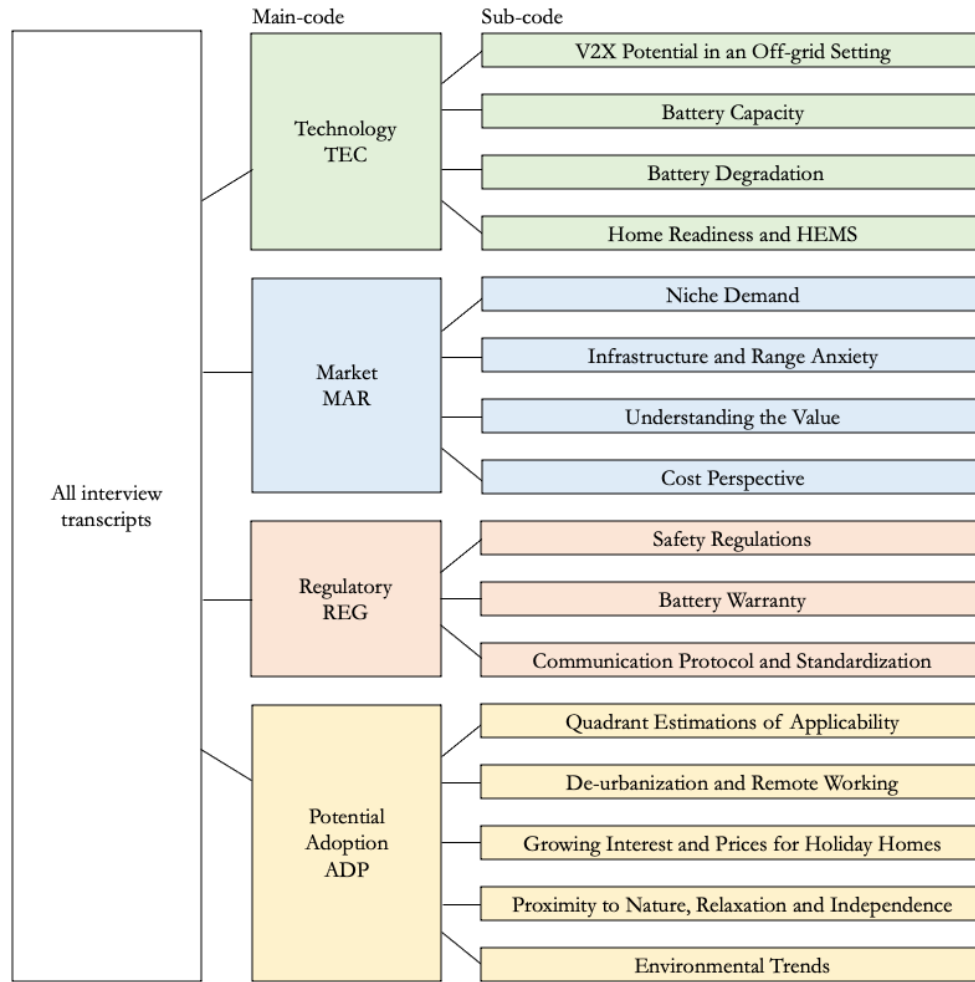 Main-code
Sub-code
All interview
transcripts
Technology
TEC
V2X Potential in an Off-grid Setting
Battery Capacity
Battery Degradation
Home Readiness and HEMS
Market
MAR
Niche Demand
Infrastructure and Range Anxiety
Understanding the Value
Cost Perspective
Regulatory
REG
Safety Regulations
Battery Warranty
Communication Protocol and Standardization
Potential
Adoption
ADP
Quadrant Estimations of Applicability
De-urbanization and Remote Working
Growing Interest and Prices for Holiday Homes
Proximity to Nature, Relaxation and Independence
Environmental Trends